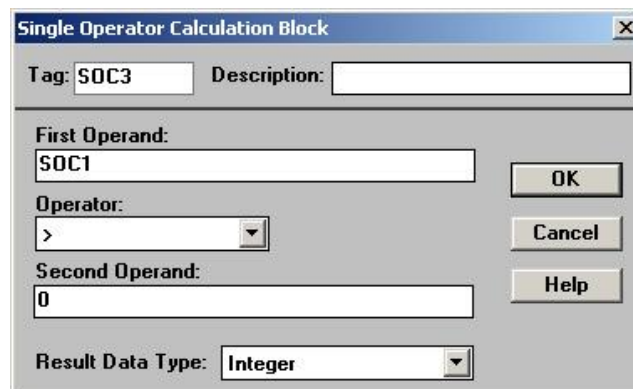 Single Operator Calculation Block
Tag: SOC3 Description:
First Operand:
SOC1
OK
Operator:
>
Cancel
Second Operand:
0
Help
Result Data Type: Integer